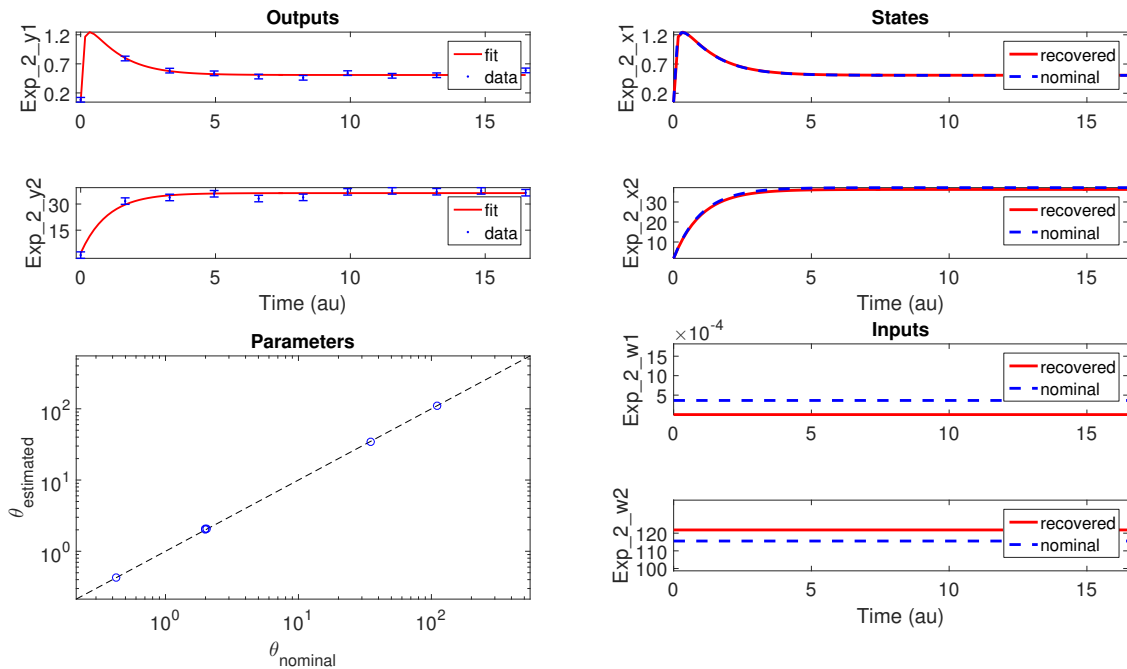 Outputs
Exp_2_y1
1.2
0.7
0.2
fit
data
0 5 10 15
Exp_2_y2
30
15
fit
data
0 5 10 15
Time (au)
States
Exp_2_x1
1.2
0.7
0.2
recovered
nominal
0 5 10 15
Exp_2_x2
30
20
10
recovered
nominal
0 5 10 15
Time (au)
Parameters
θestimated
10²
10¹
10⁰
10⁰ 10¹ 10²
θnominal
Inputs
×10⁻⁴
Exp_2_w1
15
10
5
recovered
nominal
0 5 10 15
Exp_2_w2
120
110
100
recovered
nominal
0 5 10 15
Time (au)